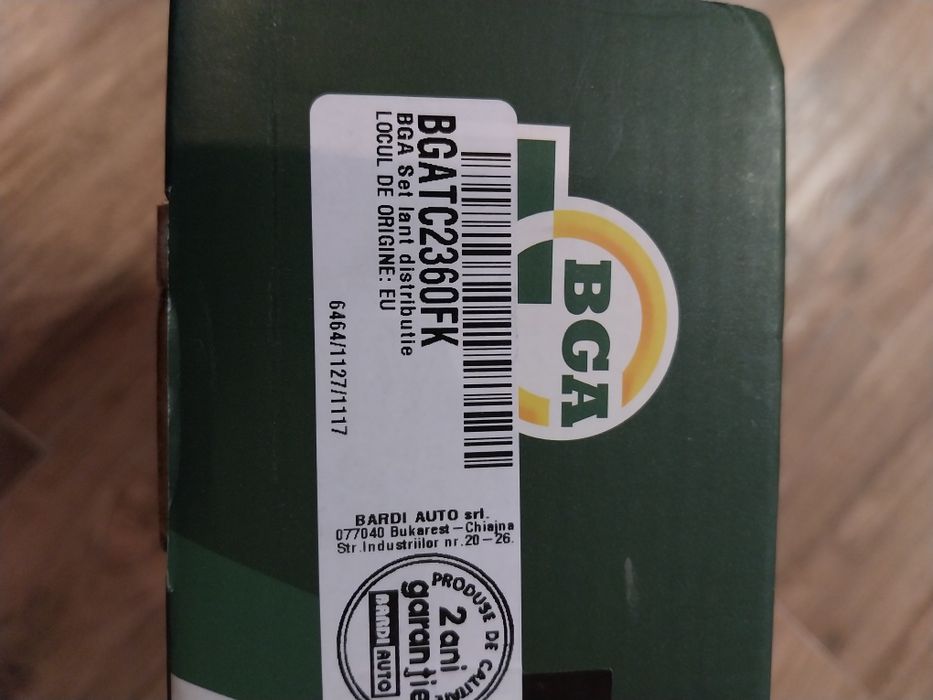 BGA
BGATC2360FK
BGA Set lant distributie
LOCUL DE ORIGINE: EU
6464/1127/1117
BARDI AUTO srl.
077040 Bukarest-Chiajna
Str.Industriilor nr.20-26.
PRODUSE DE CALITATE
2 ani
garanție
BARDI AUTO